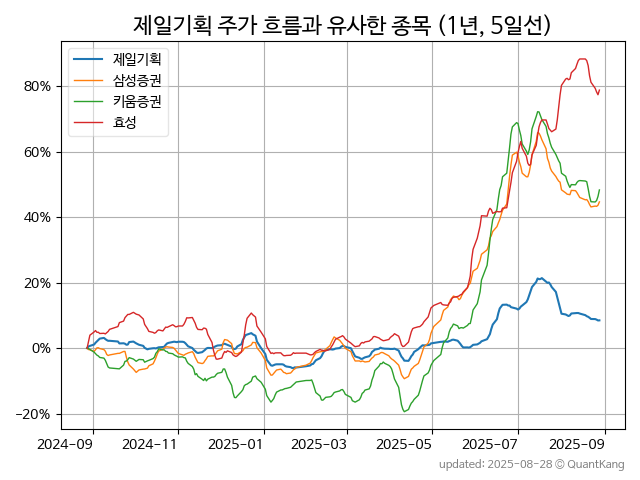 제일기획 주가 흐름과 유사한 종목 (1년, 5일선)
제일기획
삼성증권
키움증권
효성
80%
60%
40%
20%
0%
−20%
2024-09 2024-11 2025-01 2025-03 2025-05 2025-07 2025-09
updated: 2025-08-28 © QuantKang